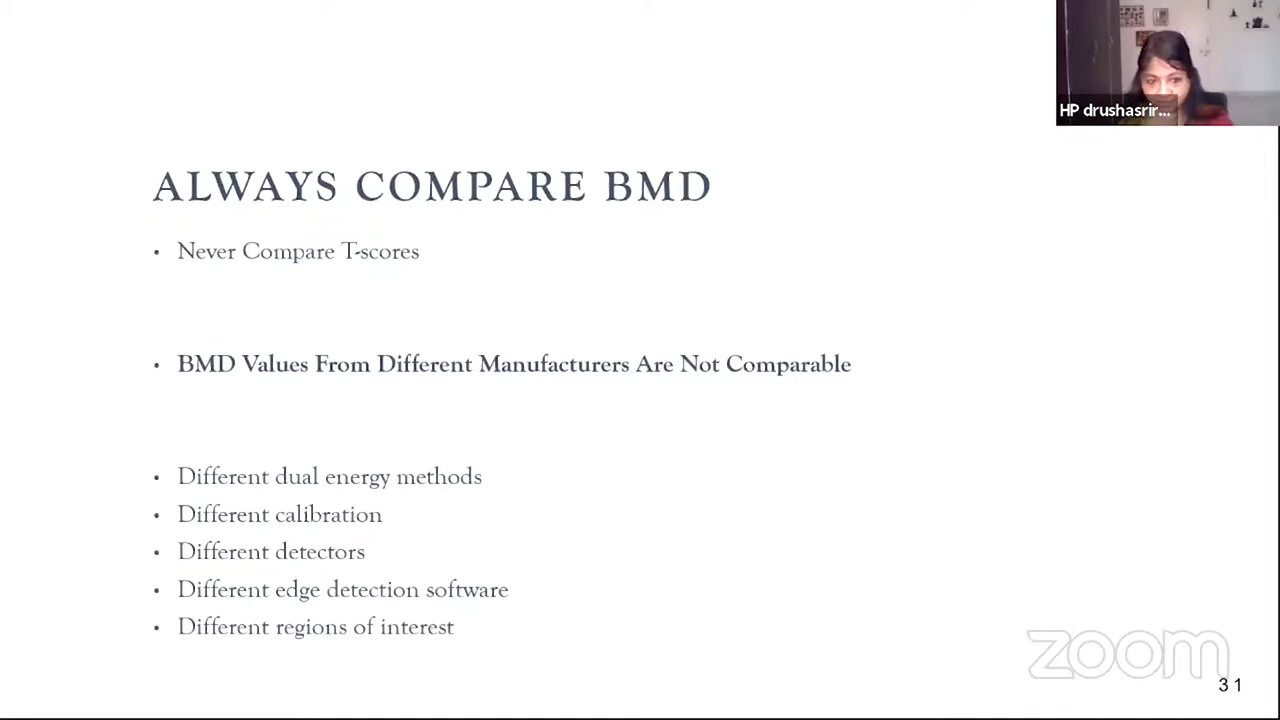 HP drushasrir...
ALWAYS COMPARE BMD
• Never Compare T-scores
• BMD Values From Different Manufacturers Are Not Comparable
• Different dual energy methods
• Different calibration
• Different detectors
• Different edge detection software
• Different regions of interest
zoom
31